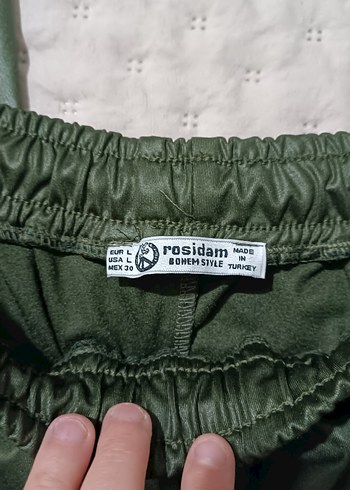 EUR L
USA L
MEX 30
rosidam
BOHEM STYLE
MADE
IN
TURKEY